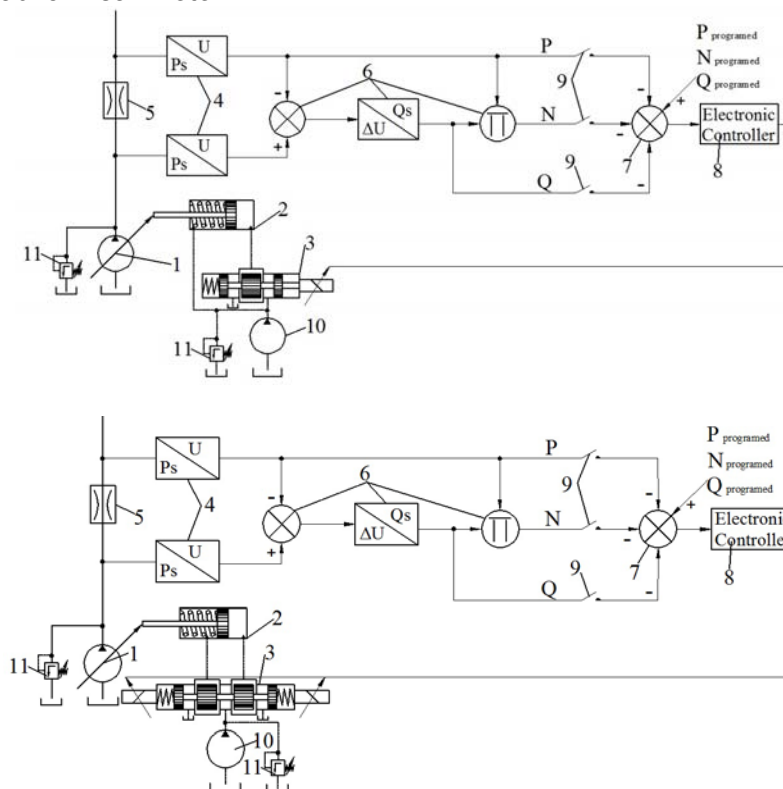 U
Ps
P
P programed
N programed
Q programed
5
4
-
6
9
-
+
Qs
ΔU
N
-
Electronic
Controller
U
Ps
+
7
8
9
Q
-
2
3
11
1
10
11
U
Ps
P
P programed
N programed
Q programed
5
4
-
6
9
-
+
Qs
ΔU
N
-
U
Ps
+
7
8
9
Q
-
2
3
11
1
10
11